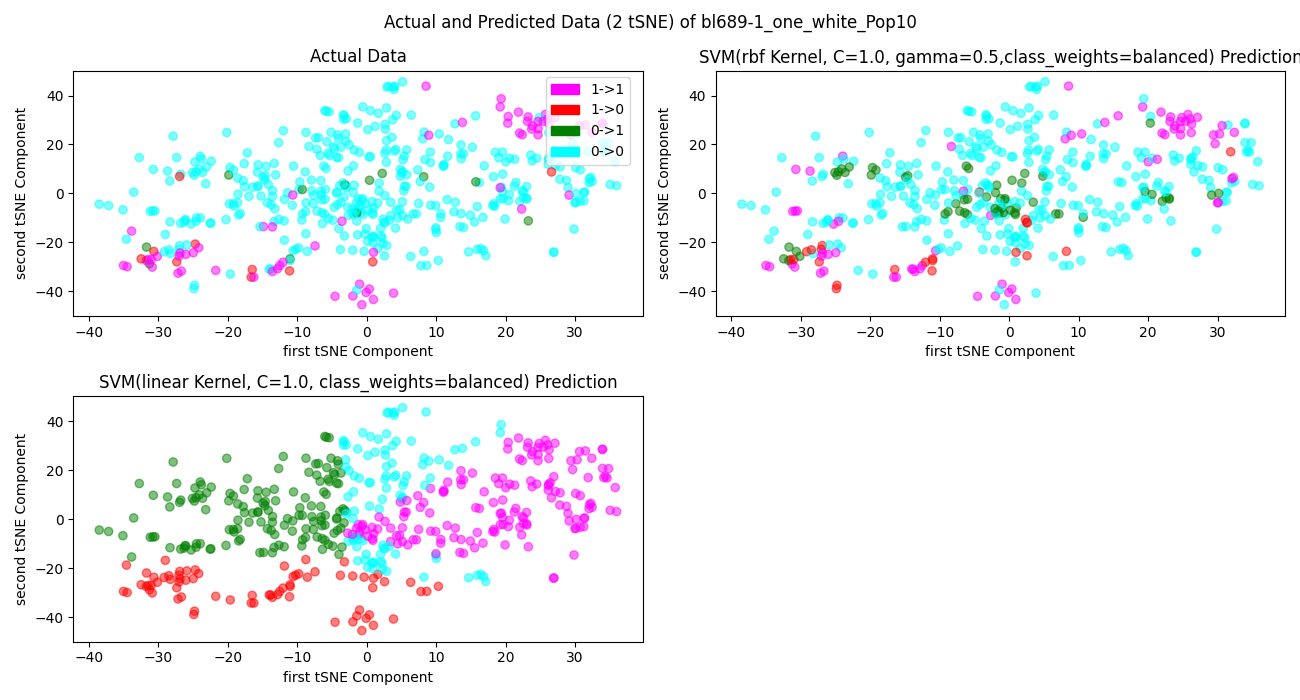 Actual and Predicted Data (2 tSNE) of bl689-1_one_white_Pop10
Actual Data
second tSNE Component
40
20
0
−20
−40
1->1
1->0
0->1
0->0
−40 −30 −20 −10 0 10 20 30
first tSNE Component
SVM(rbf Kernel, C=1.0, gamma=0.5,class_weights=balanced) Prediction
second tSNE Component
40
20
0
−20
−40
−40 −30 −20 −10 0 10 20 30
first tSNE Component
SVM(linear Kernel, C=1.0, class_weights=balanced) Prediction
second tSNE Component
40
20
0
−20
−40
−40 −30 −20 −10 0 10 20 30
first tSNE Component